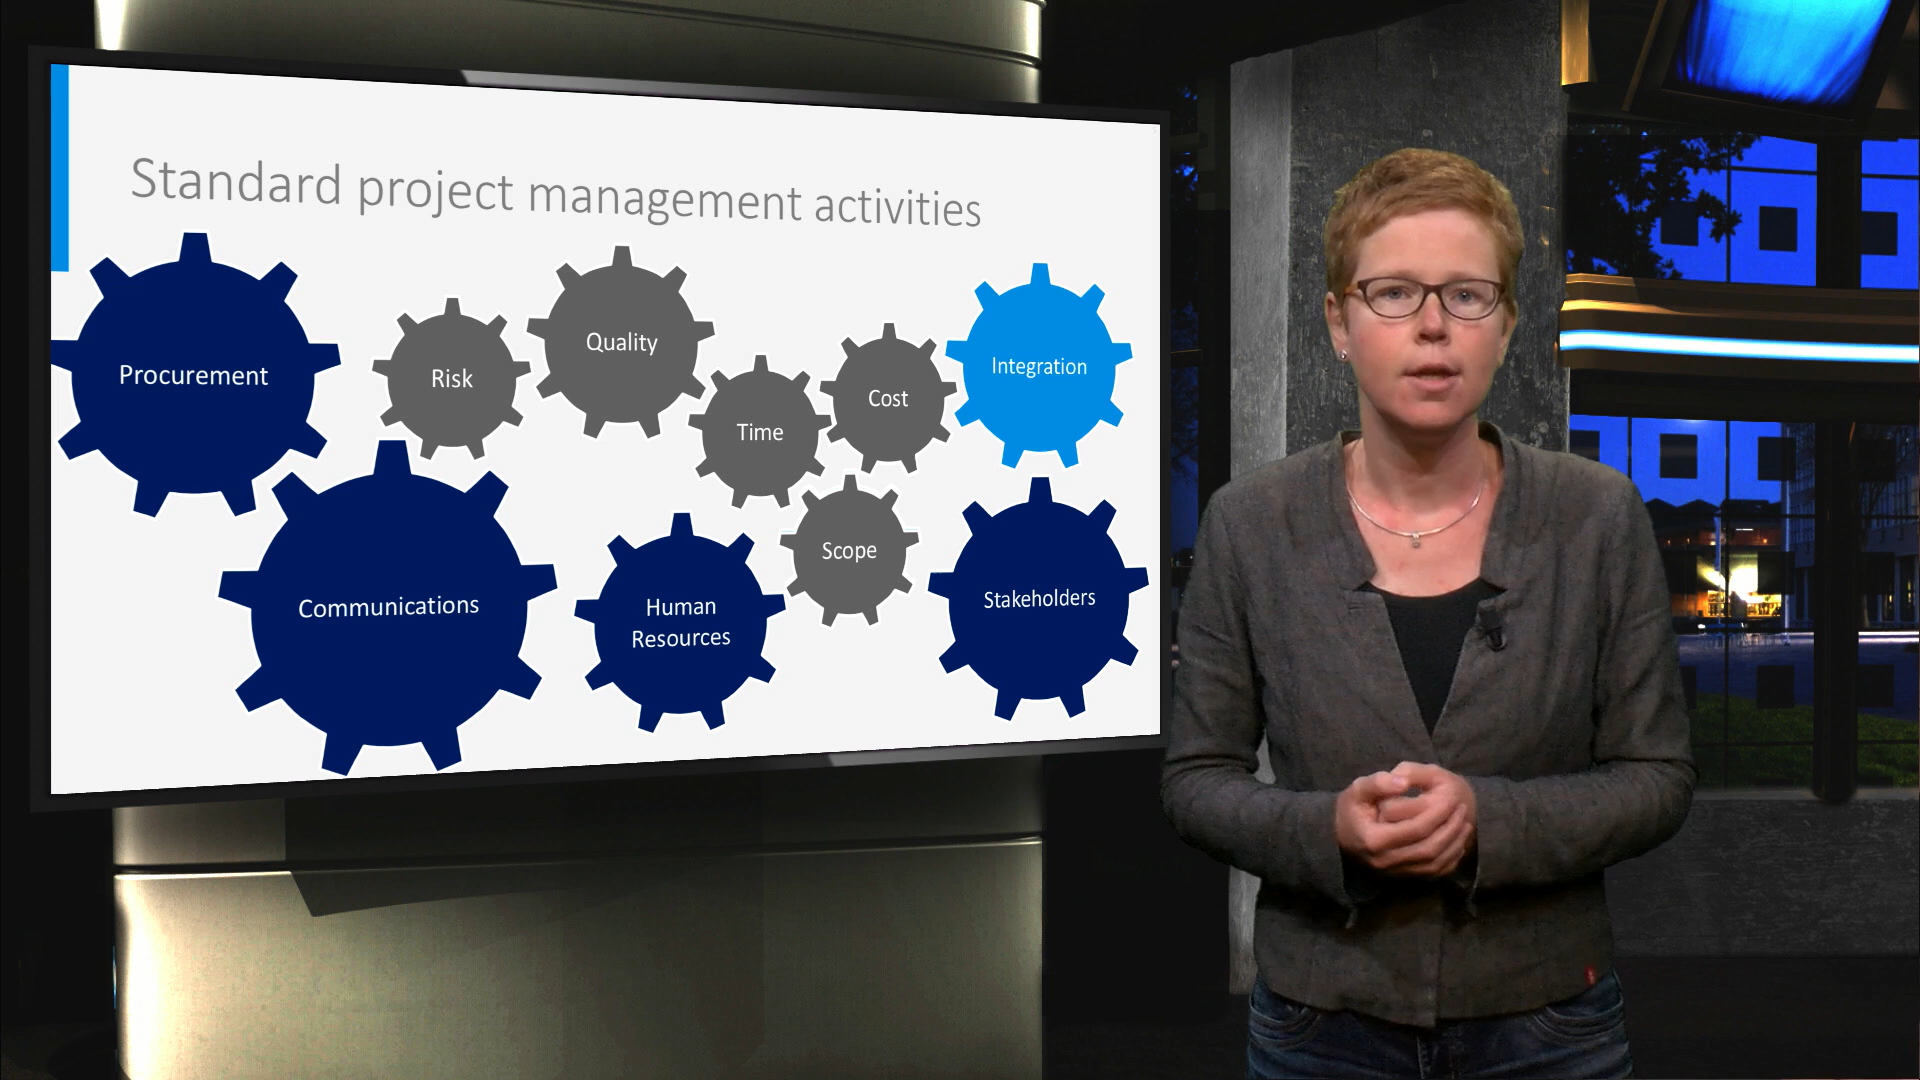 Standard project management activities
Procurement
Risk
Quality
Time
Cost
Integration
Communications
Human
Resources
Scope
Stakeholders